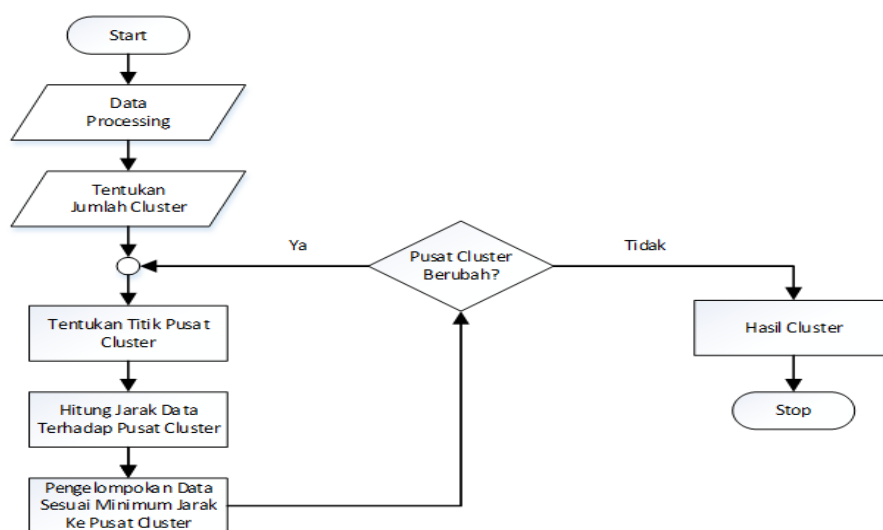 Start
Data
Processing
Tentukan
Jumlah Cluster
Ya
Pusat Cluster
Berubah?
Tidak
Tentukan Titik Pusat
Cluster
Hasil Cluster
Hitung Jarak Data
Terhadap Pusat Cluster
Stop
Pengelompokan Data
Sesuai Minimum Jarak
Ke Pusat Cluster